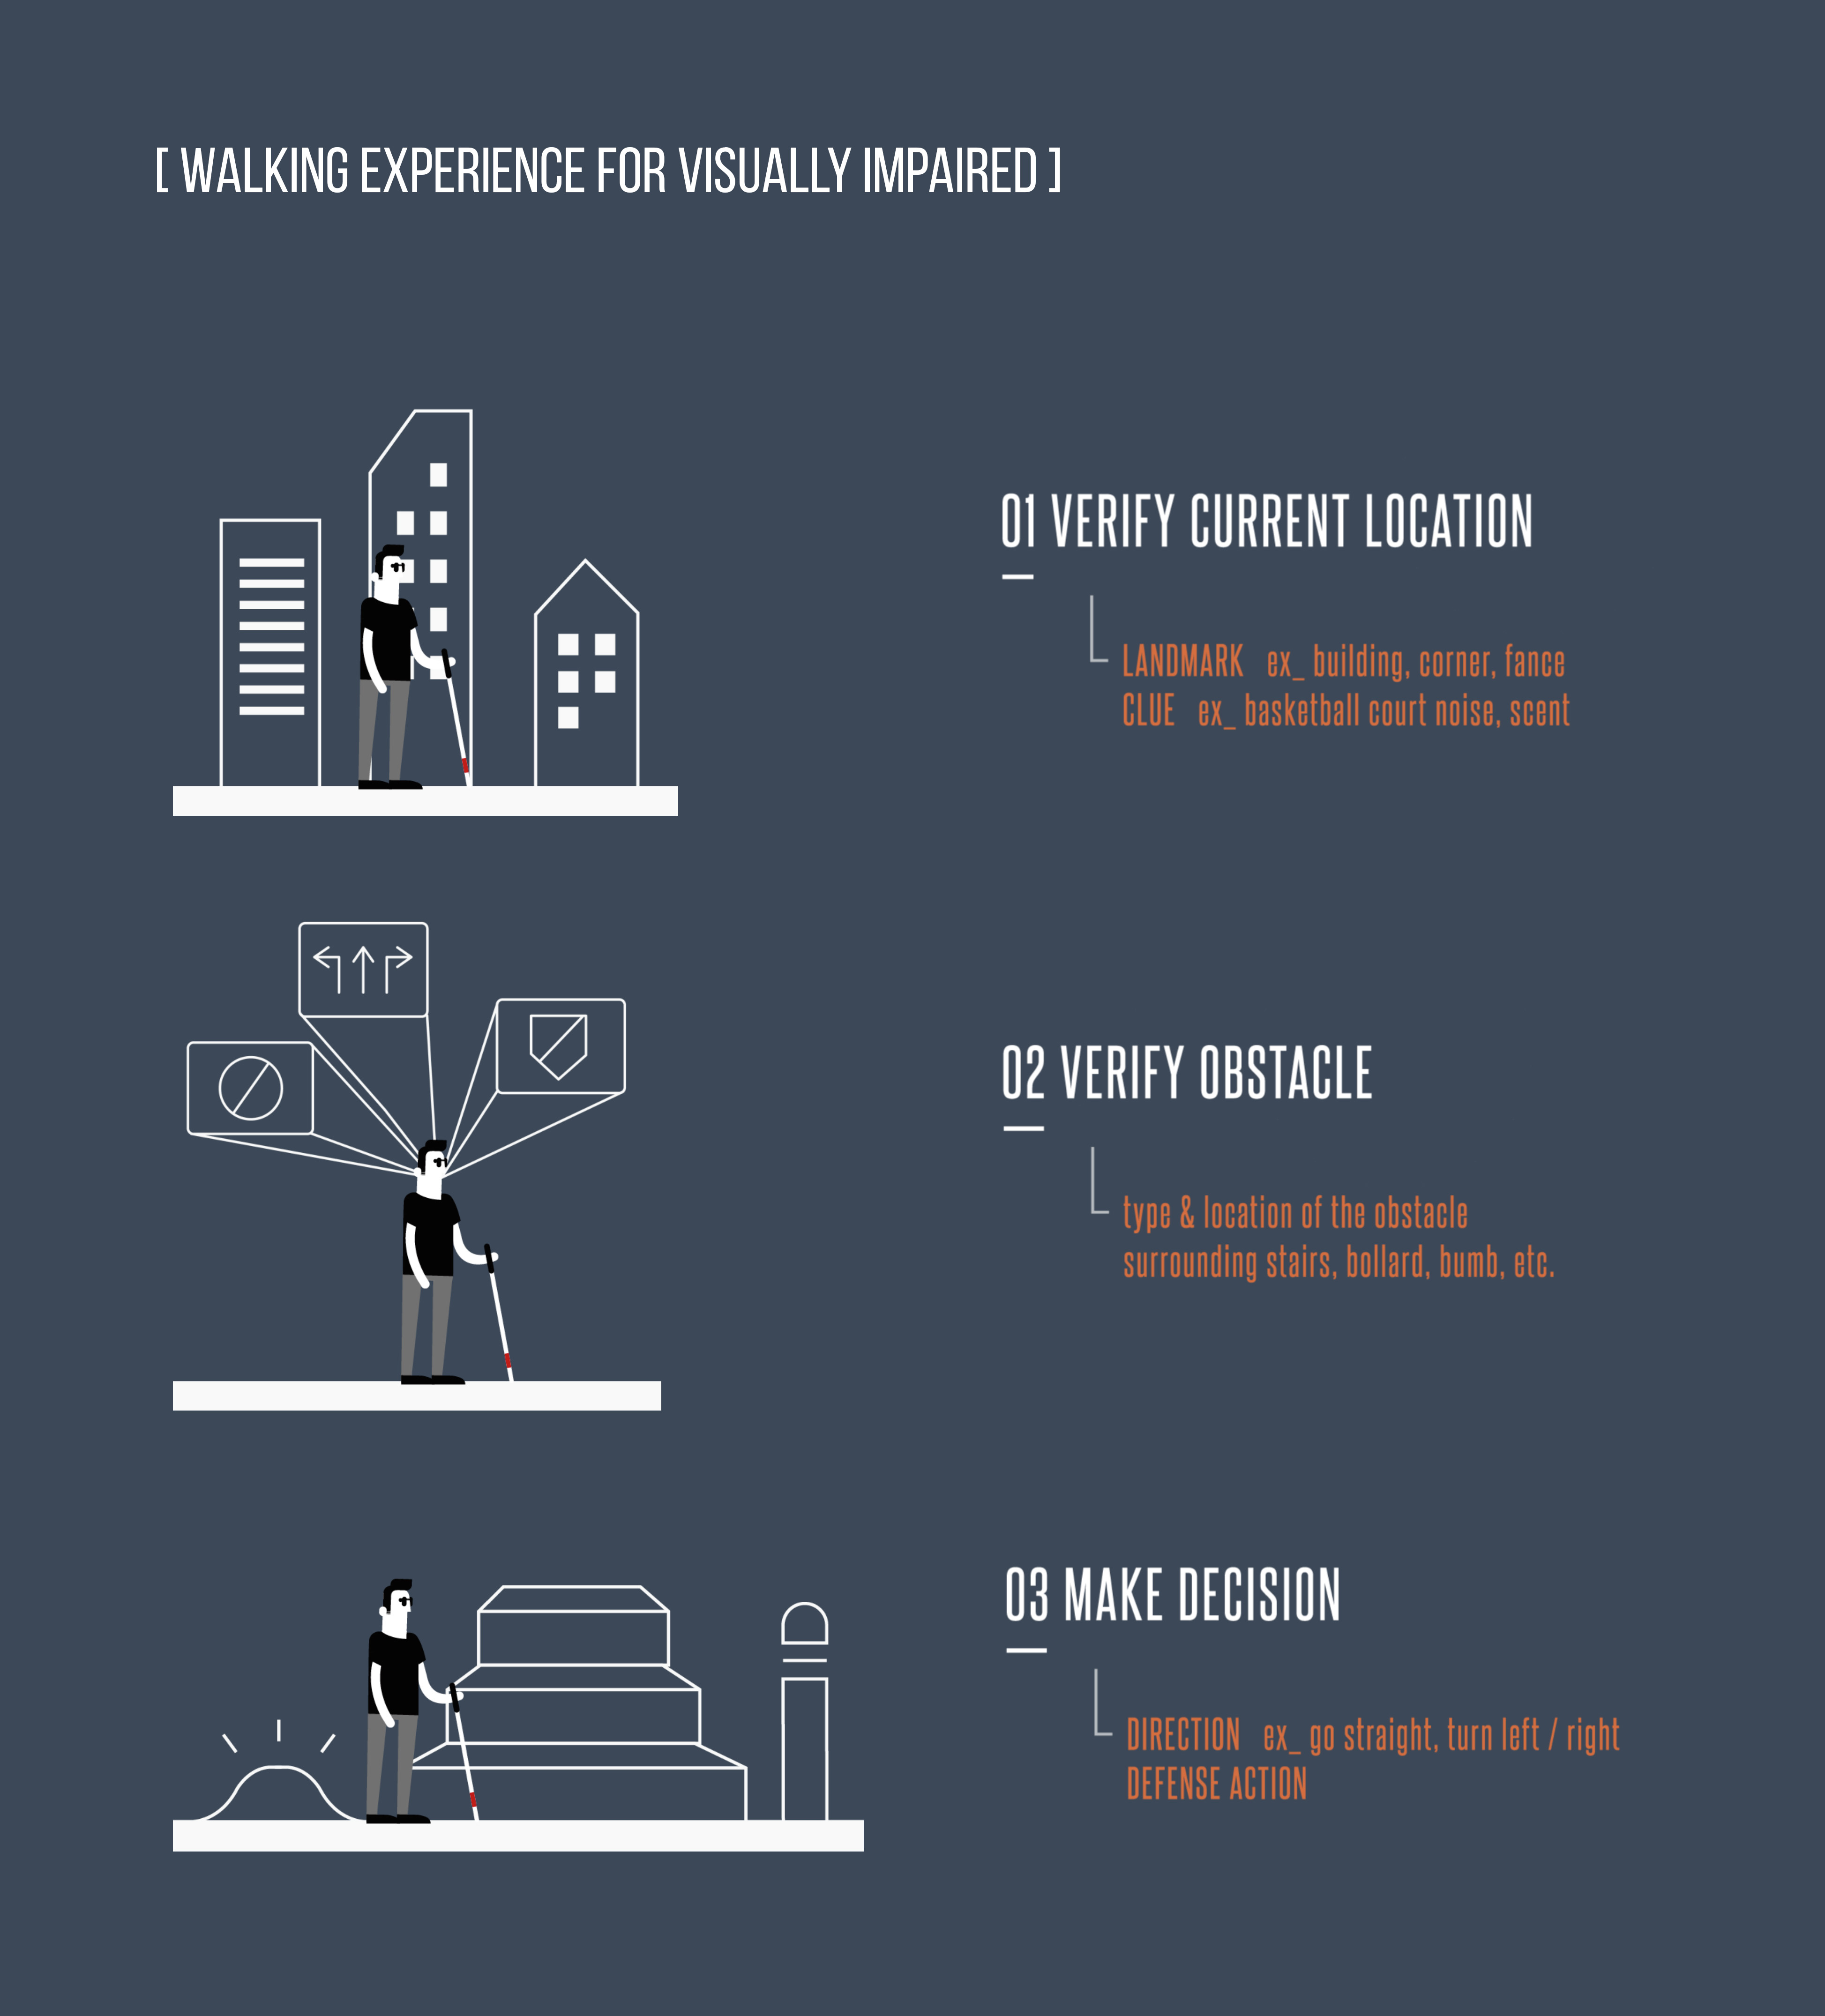 [ WALKING EXPERIENCE FOR VISUALLY IMPAIRED ]
01 VERIFY CURRENT LOCATION
LANDMARK ex_ building, corner, fance
CLUE ex_ basketball court noise, scent
02 VERIFY OBSTACLE
type & location of the obstacle
surrounding stairs, bollard, bumb, etc.
03 MAKE DECISION
DIRECTION ex_ go straight, turn left / right
DEFENSE ACTION